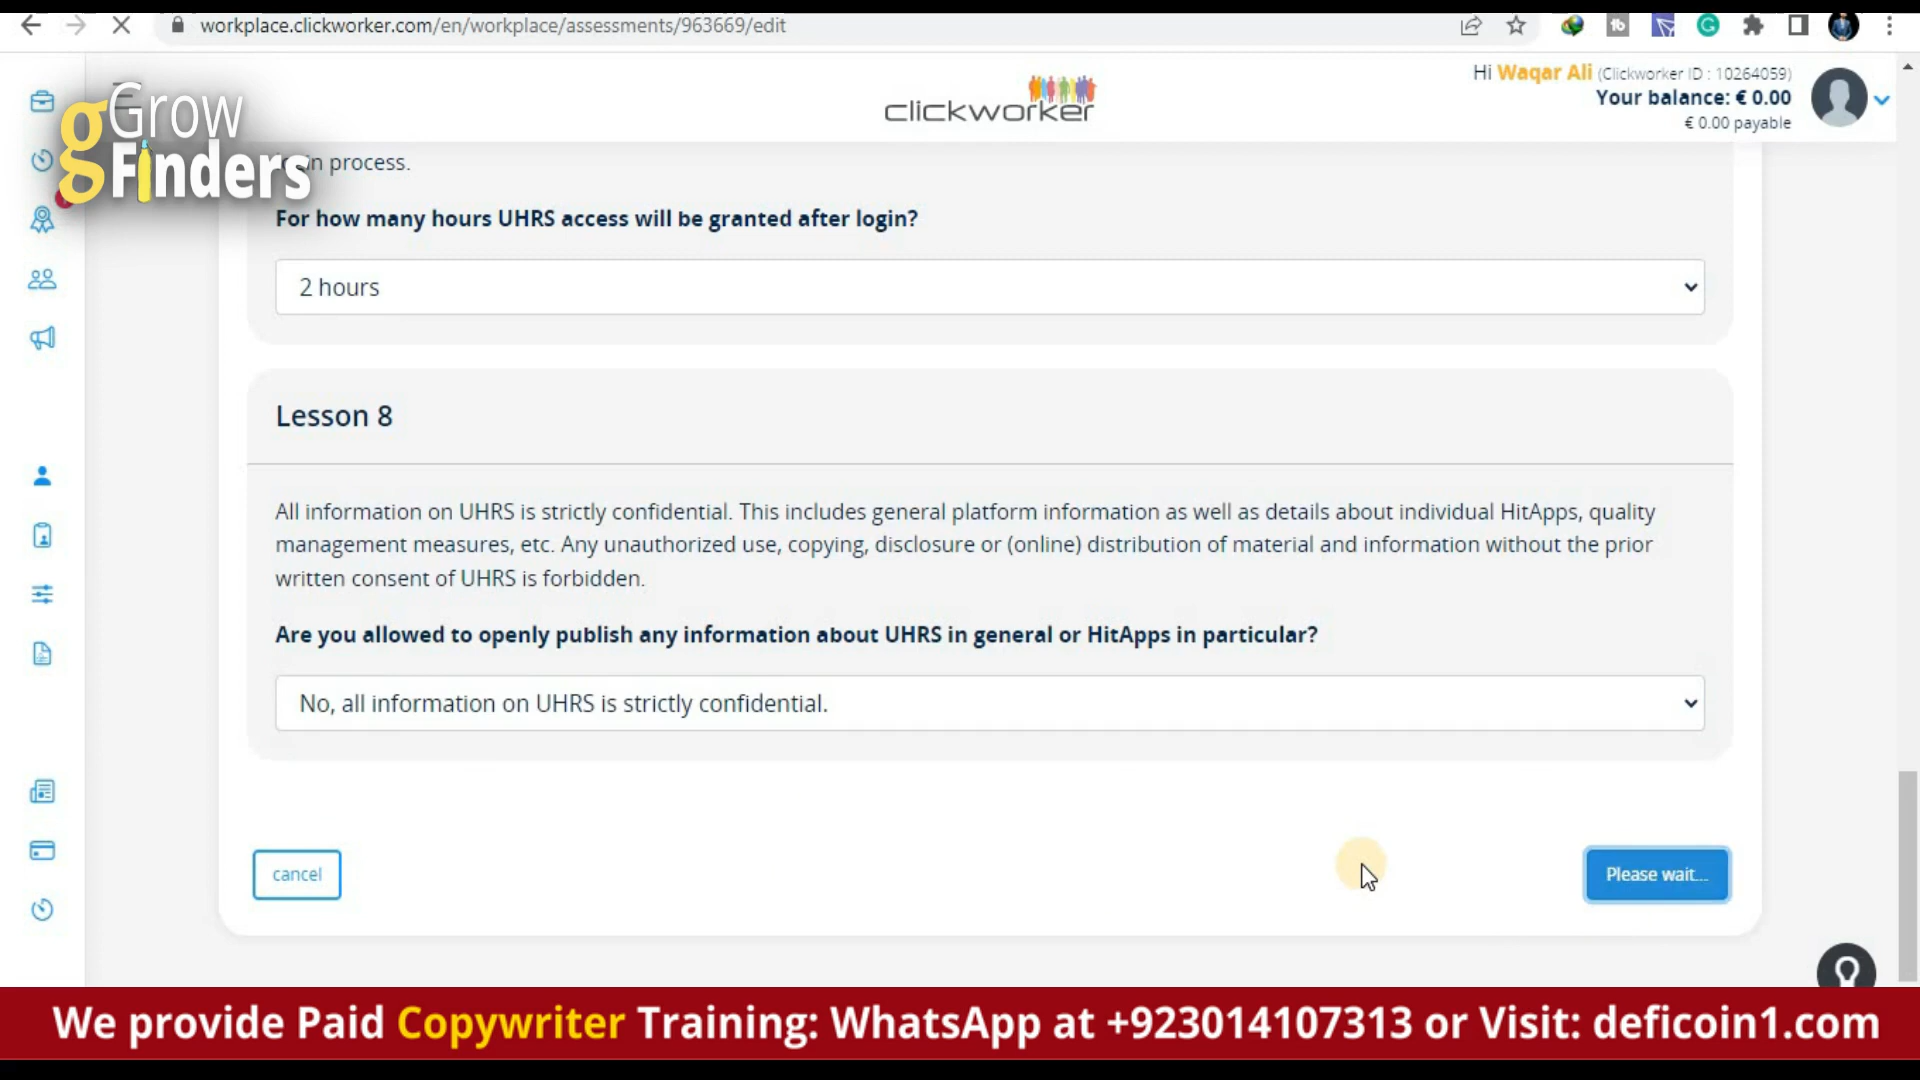 workplace.clickworker.com/en/workplace/assessments/963669/edit
Hi Waqar Ali (Clickworker ID : 10264059)
Your balance: € 0.00
€ 0.00 payable
clickworker
g Grow
Finders
in process.
For how many hours UHRS access will be granted after login?
2 hours
Lesson 8
All information on UHRS is strictly confidential. This includes general platform information as well as details about individual HitApps, quality
management measures, etc. Any unauthorized use, copying, disclosure or (online) distribution of material and information without the prior
written consent of UHRS is forbidden.
Are you allowed to openly publish any information about UHRS in general or HitApps in particular?
No, all information on UHRS is strictly confidential.
cancel
Please wait...
We provide Paid Copywriter Training: WhatsApp at +923014107313 or Visit: deficoin1.com